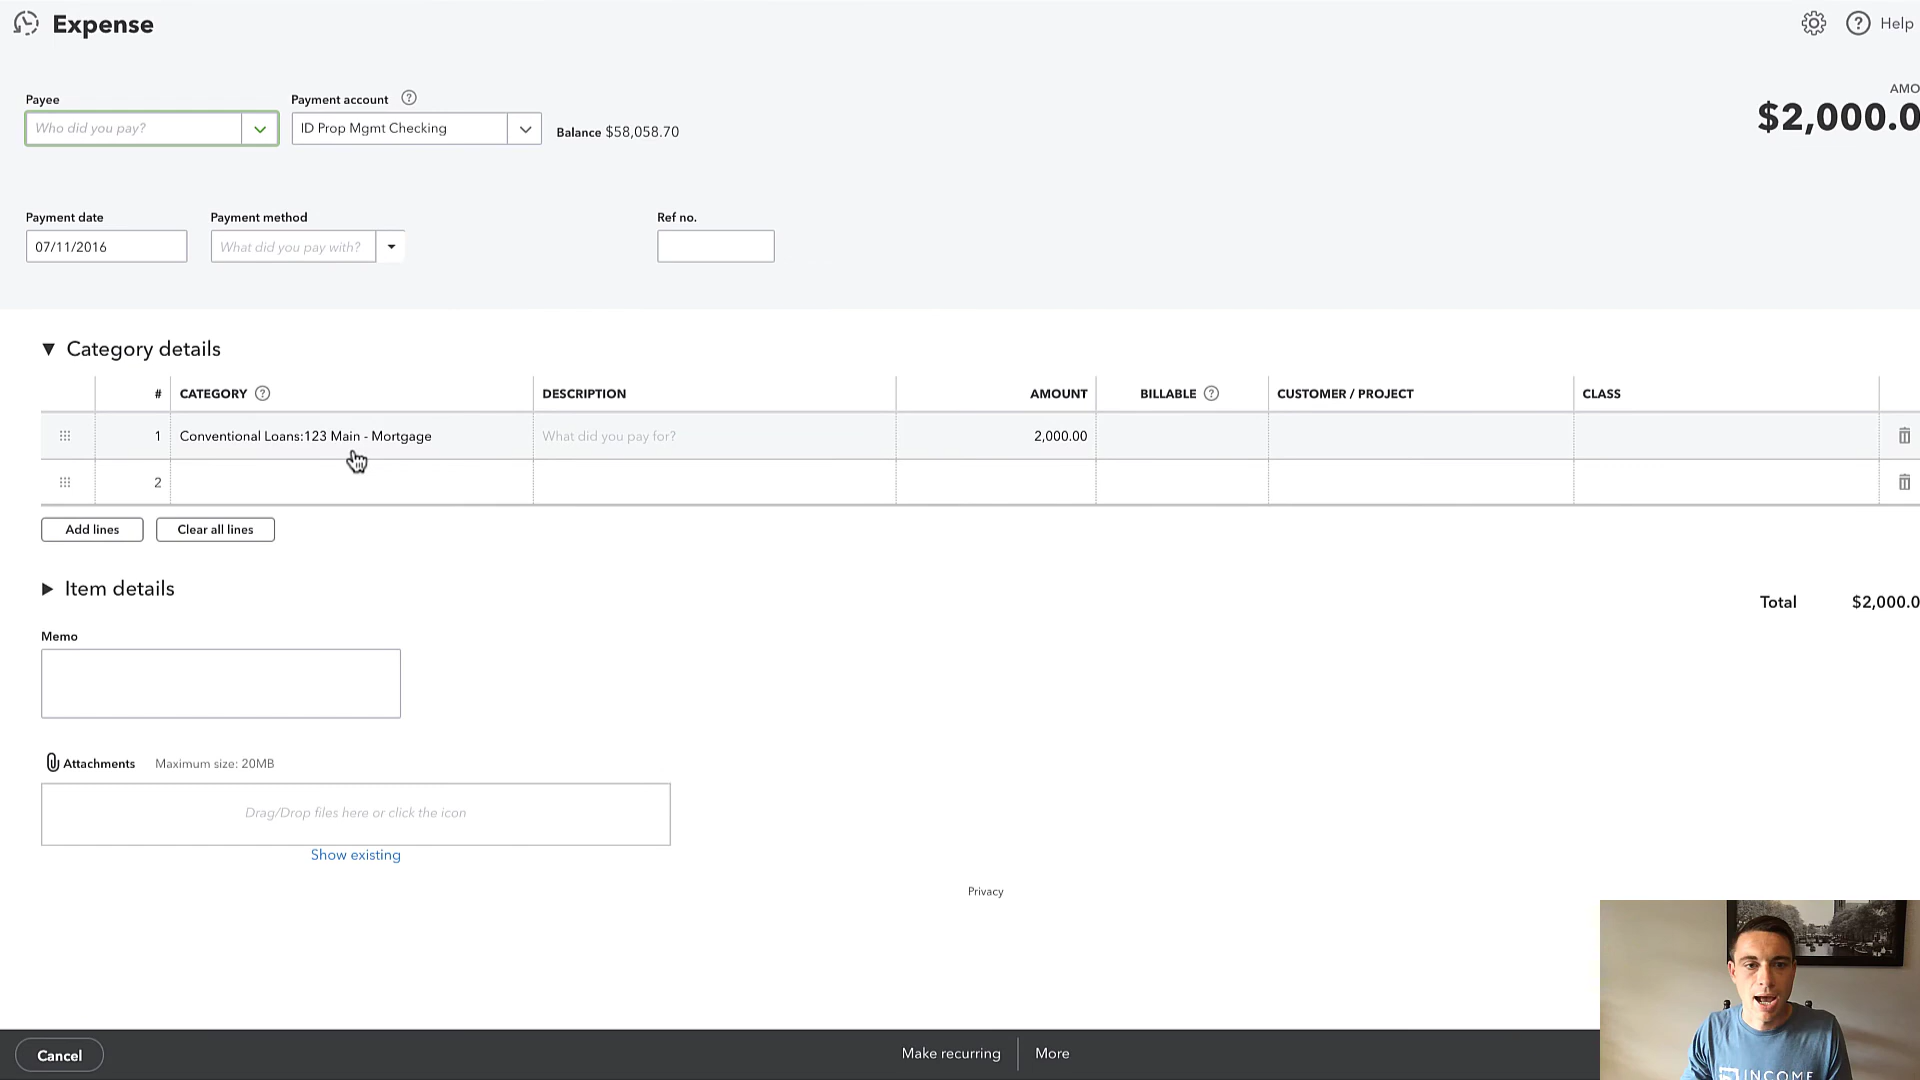 Expense
? Help
Payee
Payment account ?
AMO
Who did you pay?
ID Prop Mgmt Checking
Balance $58,058.70
$2,000.0
Payment date
Payment method
Ref no.
07/11/2016
What did you pay with?
Category details
# CATEGORY ? DESCRIPTION AMOUNT BILLABLE ? CUSTOMER / PROJECT CLASS
1 Conventional Loans:123 Main - Mortgage What did you pay for? 2,000.00
2
Add lines
Clear all lines
Item details
Total $2,000.0
Memo
Attachments Maximum size: 20MB
Drag/Drop files here or click the icon
Show existing
Privacy
INCOME
Cancel
Make recurring
More